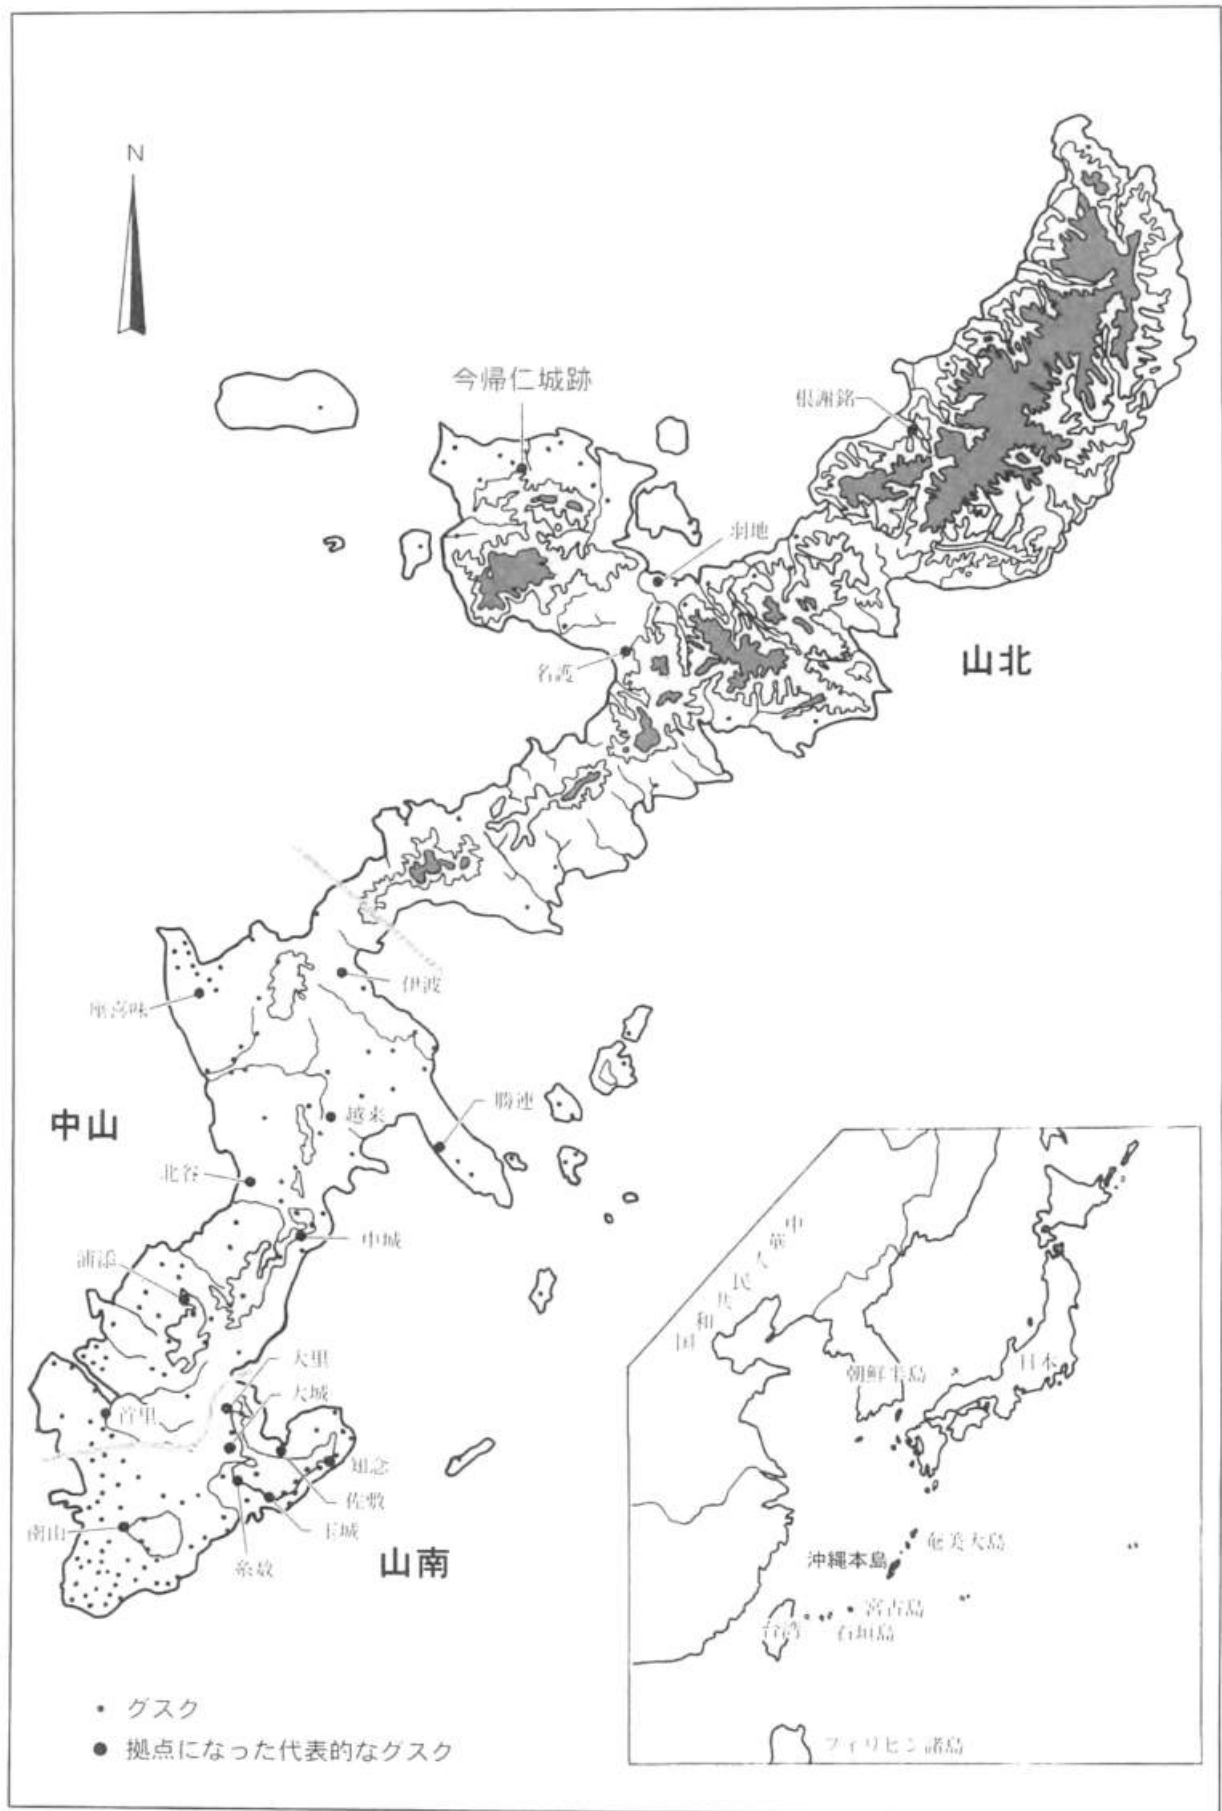 N
今帰仁城跡
根謝銘
羽地
名護
山北
伊波
座喜味
勝連
越来
中山
北谷
中城
浦添
大里
大城
首里
知念
佐敷
玉城
南山
糸数
山南
中華人民共和国
朝鮮半島
日本
奄美大島
沖縄本島
宮古島
石垣島
台湾
フィリピン諸島
グスク
拠点になった代表的なグスク